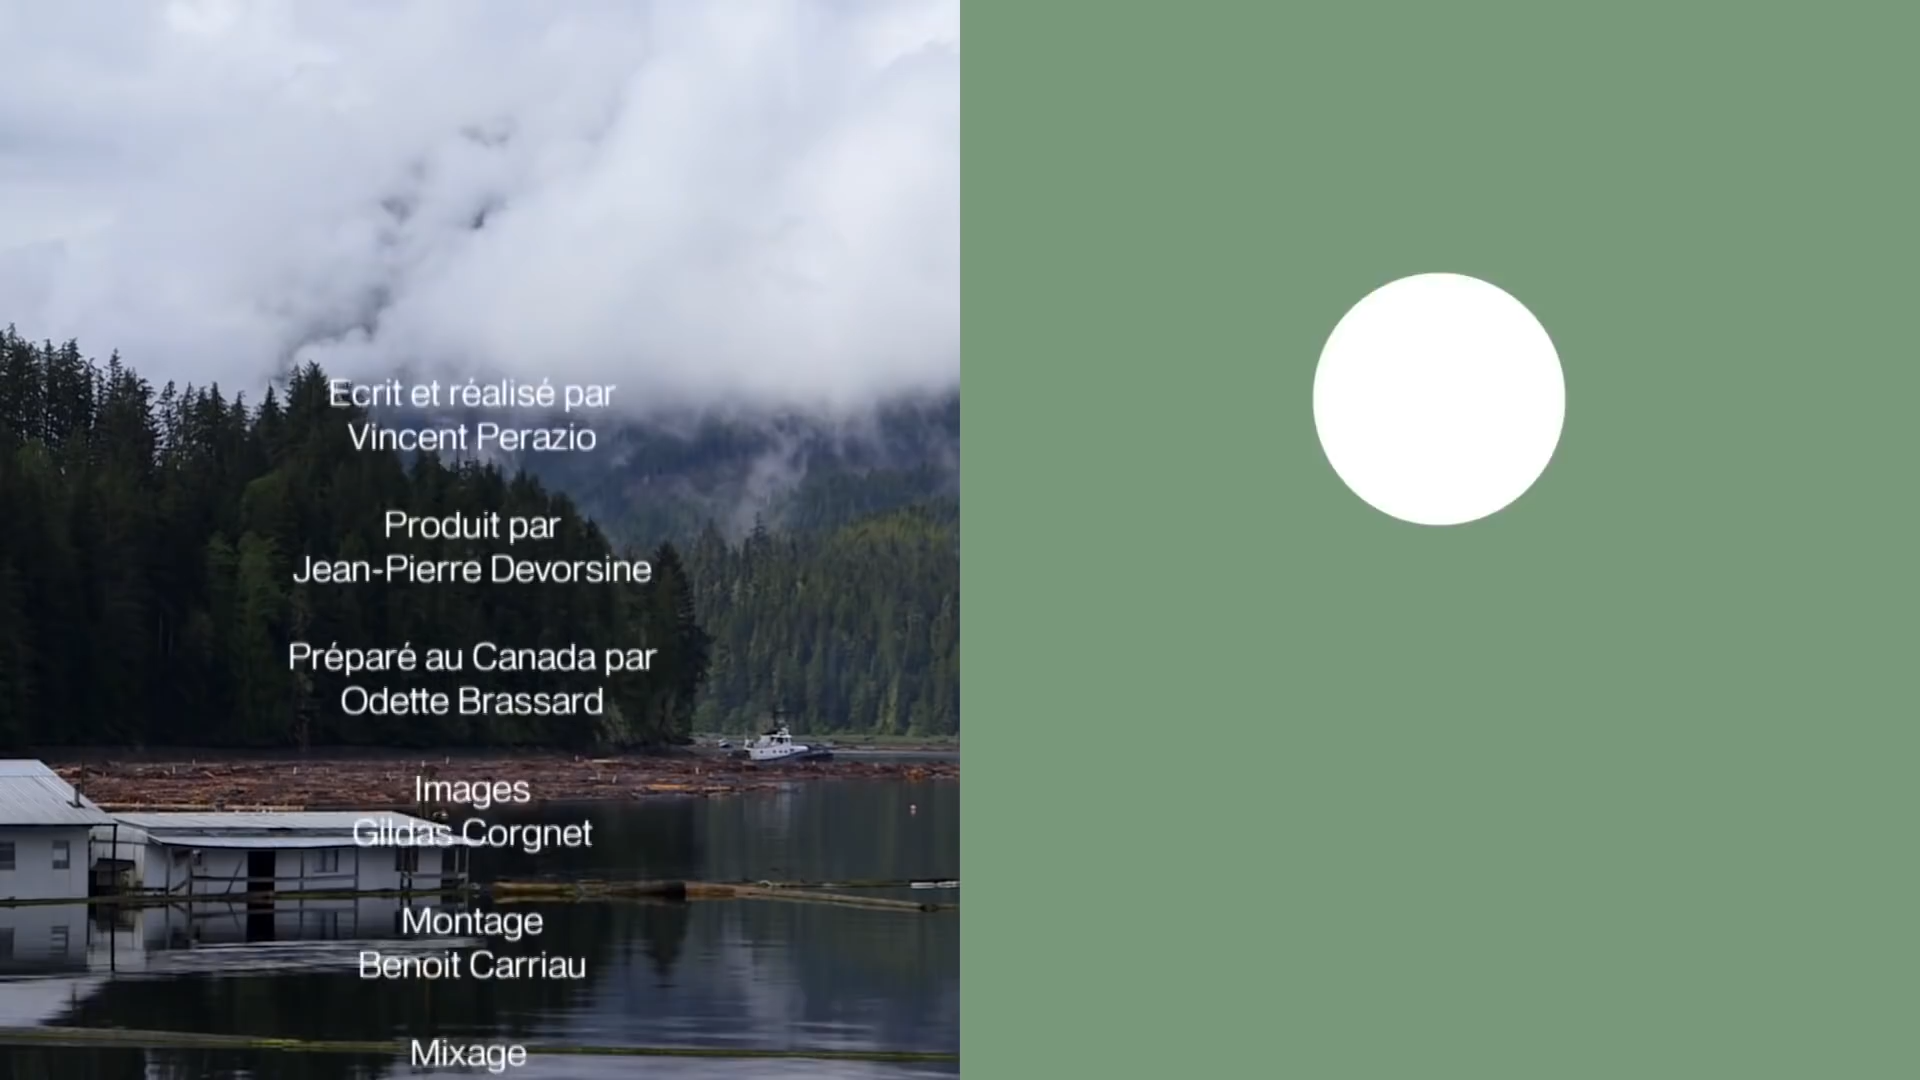 Ecrit et réalisé par
Vincent Perazio
Produit par
Jean-Pierre Devorsine
Préparé au Canada par
Odette Brassard
Images
Gildas Corgnet
Montage
Benoit Carriau
Mixage